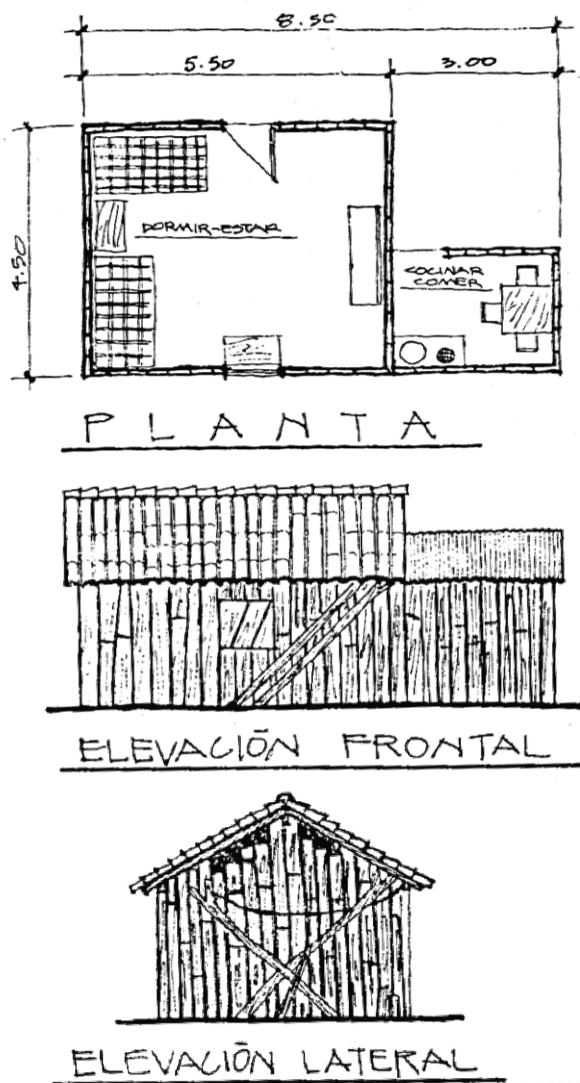 8.50
5.50 3.00
4.50
DORMIR-ESTAR
COCINAR
COMER
PLANTA
ELEVACIÓN FRONTAL
ELEVACIÓN LATERAL